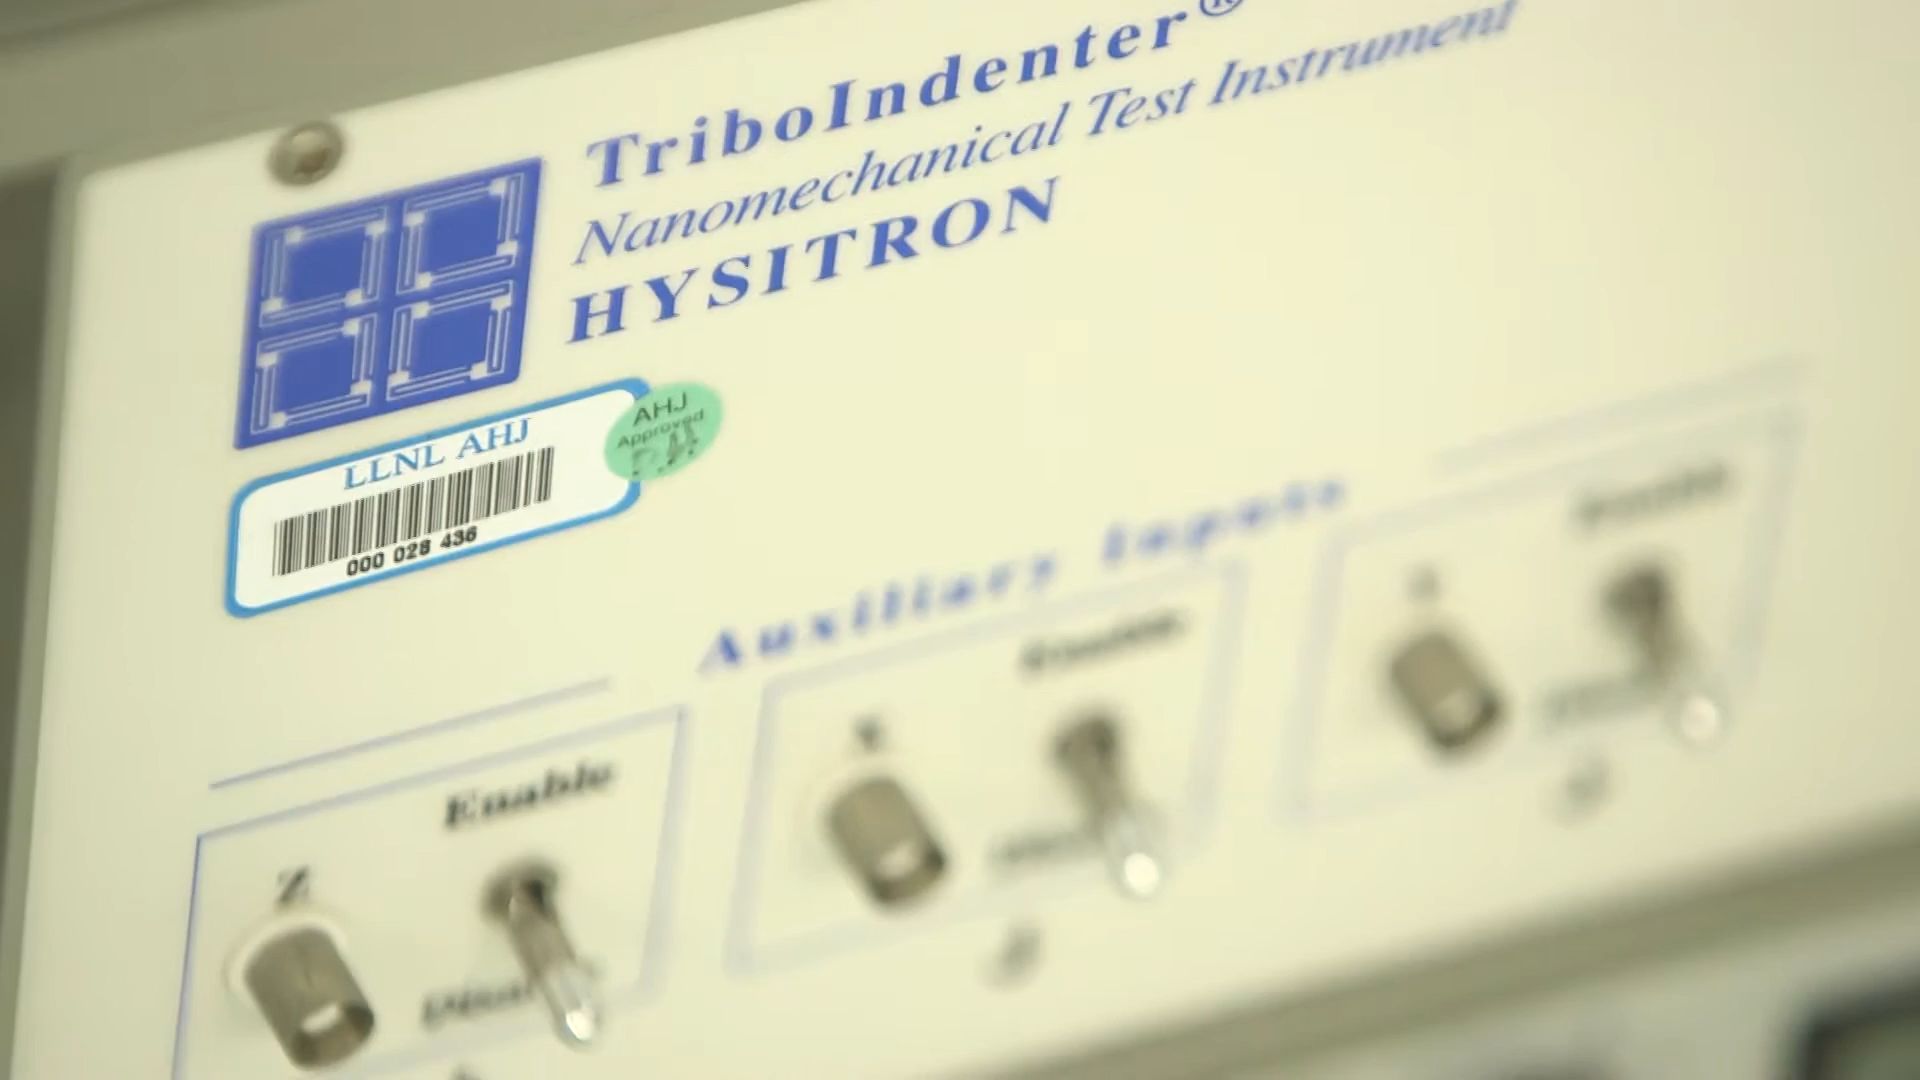 TriboIndenter®
Nanomechanical Test Instrument
HYSITRON
LLNL AHJ
000 028 436
AHJ
Approved
Auxiliary Inputs
Enable
Z